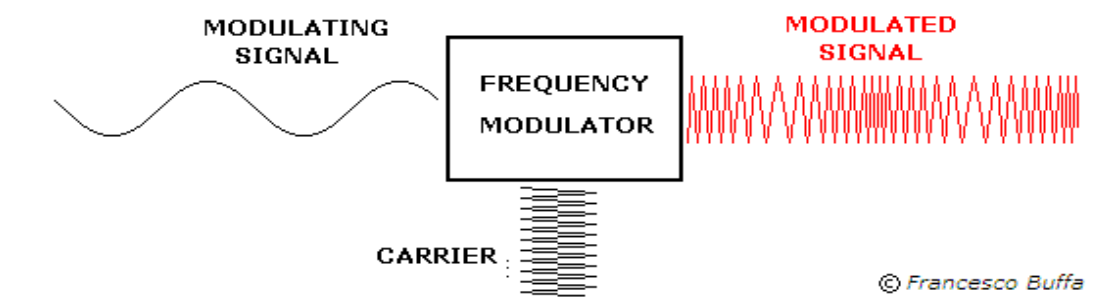 MODULATING
SIGNAL
FREQUENCY
MODULATOR
MODULATED
SIGNAL
CARRIER
© Francesco Buffa